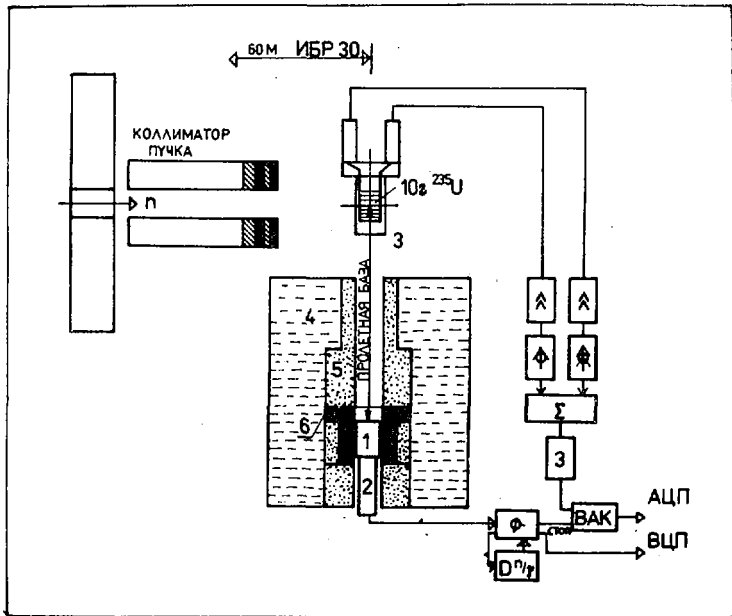 60 М ИБР 30
КОЛЛИМАТОР
ПУЧКА
n
10г ²³⁵U
3
ПРОЛЕТНАЯ БАЗА
4
5
6
1
2
Σ
3
Φ
СТОП
ВАК
АЦП
ВЦП
D n/γ